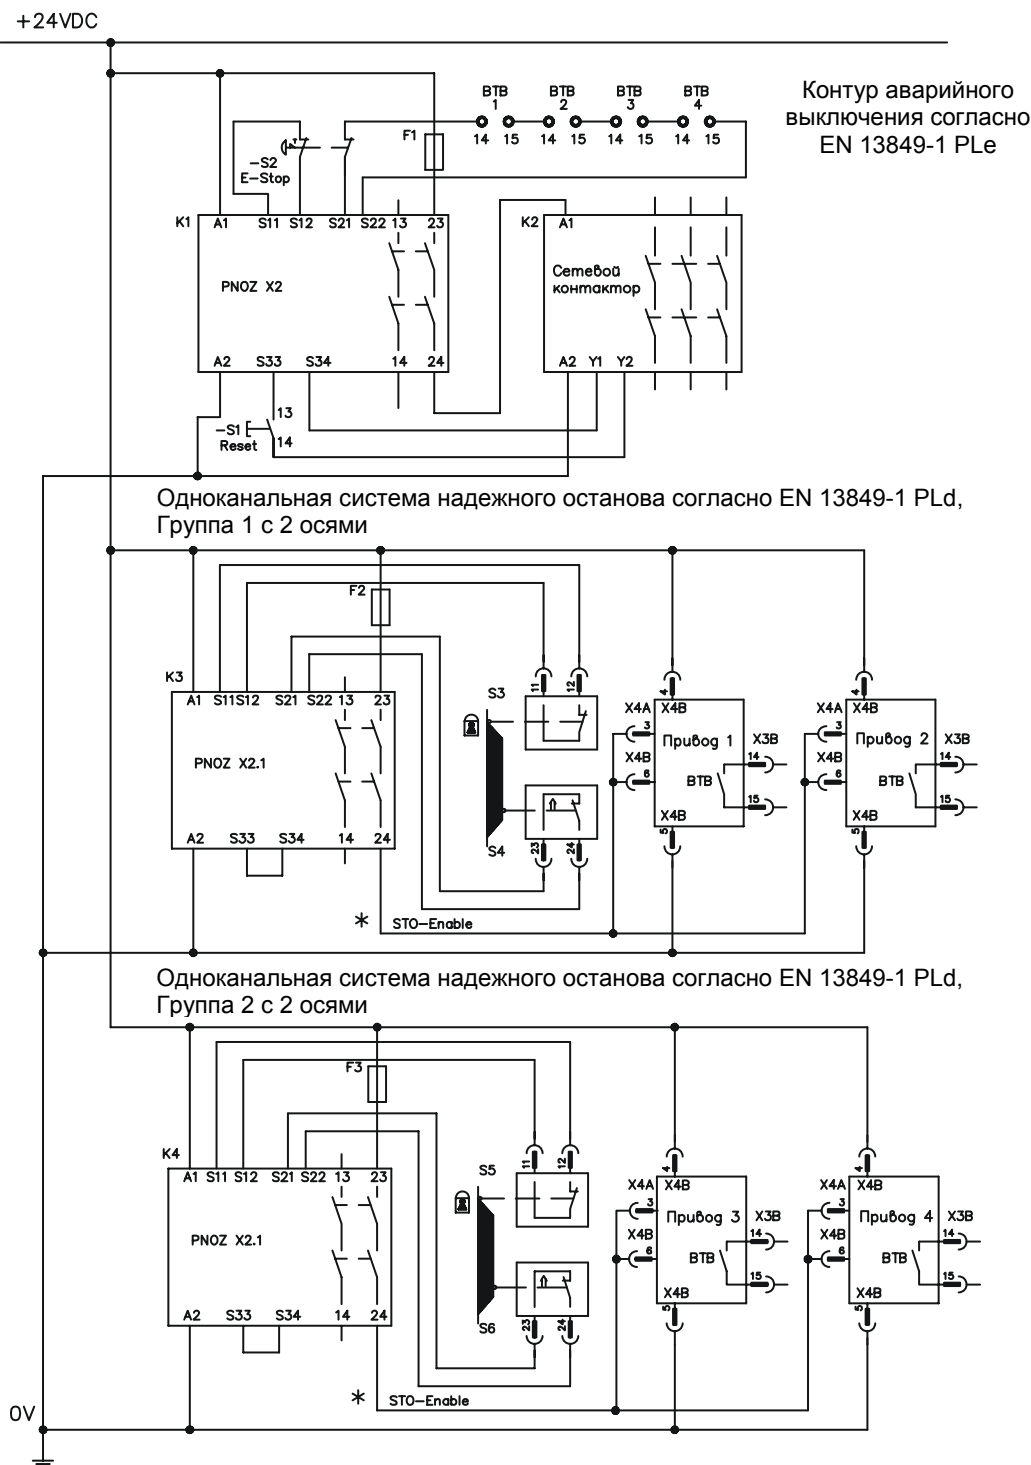 +24VDC
Контур аварийного
выключения согласно
EN 13849-1 PLe
BTB BTB BTB BTB
1 2 3 4
14 15 14 15 14 15 14 15
F1
-S2
E-Stop
K1 A1 S11 S12 S21 S22 13 23
K2 A1
PNOZ X2
Сетевой
контактор
A2 S33 S34 14 24
A2 Y1 Y2
13
-S1
14
Reset
Одноканальная система надежного останова согласно EN 13849-1 PLd,
Группа 1 с 2 осями
F2
K3
A1 S11 S12 S21 S22 13 23
11 12
S3
4 4
X4A X4B X4A X4B
3 3
Привод 1 X3B Привод 2 X3B
X4B 14 X4B 14
6 BTB 6 BTB
15 15
X4B X4B
5 5
PNOZ X2.1
A2 S33 S34 14 24
S4
23 24
* STO-Enable
Одноканальная система надежного останова согласно EN 13849-1 PLd,
Группа 2 с 2 осями
F3
K4
A1 S11 S12 S21 S22 13 23
11 12
S5
4 4
X4A X4B X4A X4B
3 3
Привод 3 X3B Привод 4 X3B
X4B 14 X4B 14
6 BTB 6 BTB
15 15
X4B X4B
5 5
PNOZ X2.1
A2 S33 S34 14 24
S6
23 24
* STO-Enable
0V